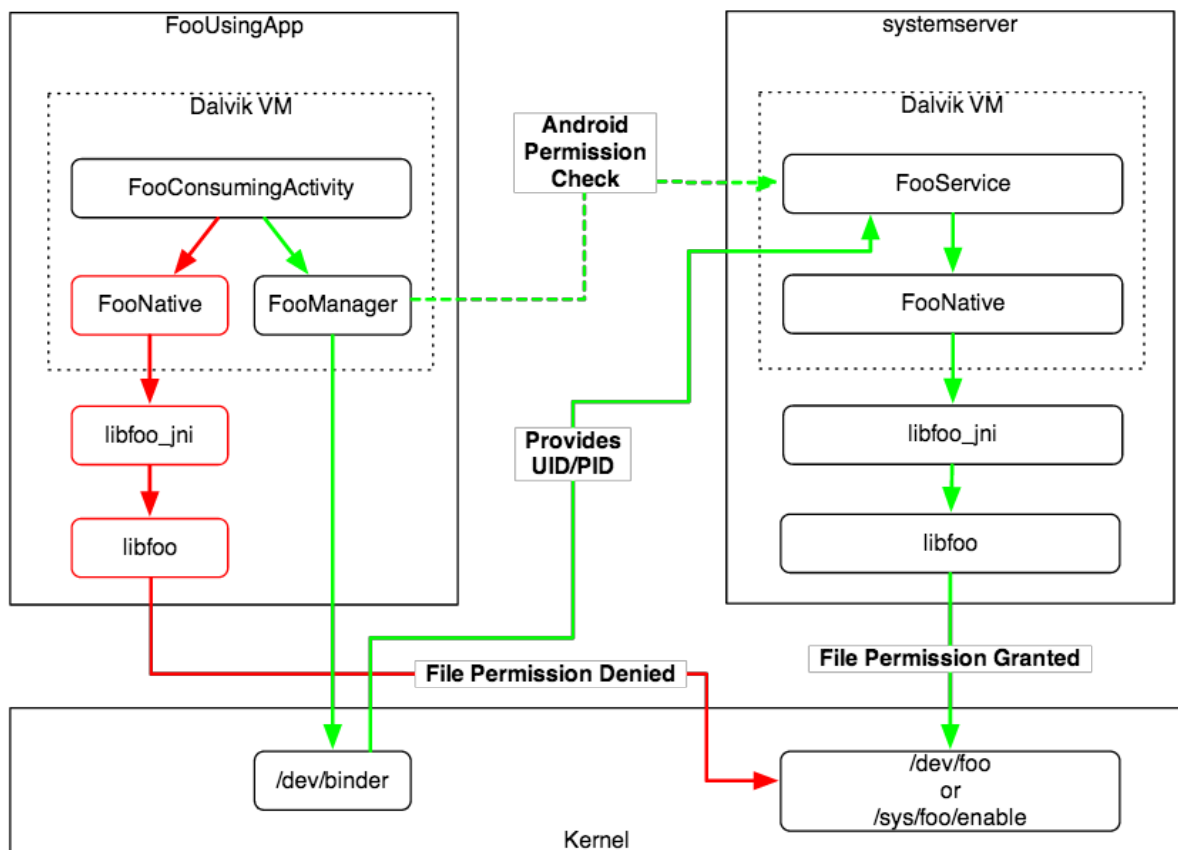 FooUsingApp
systemserver
Dalvik VM
Dalvik VM
Android
Permission
Check
FooConsumingActivity
FooService
FooNative
FooManager
FooNative
libfoo_jni
Provides
UID/PID
libfoo_jni
libfoo
libfoo
File Permission Denied
File Permission Granted
/dev/binder
/dev/foo
or
/sys/foo/enable
Kernel